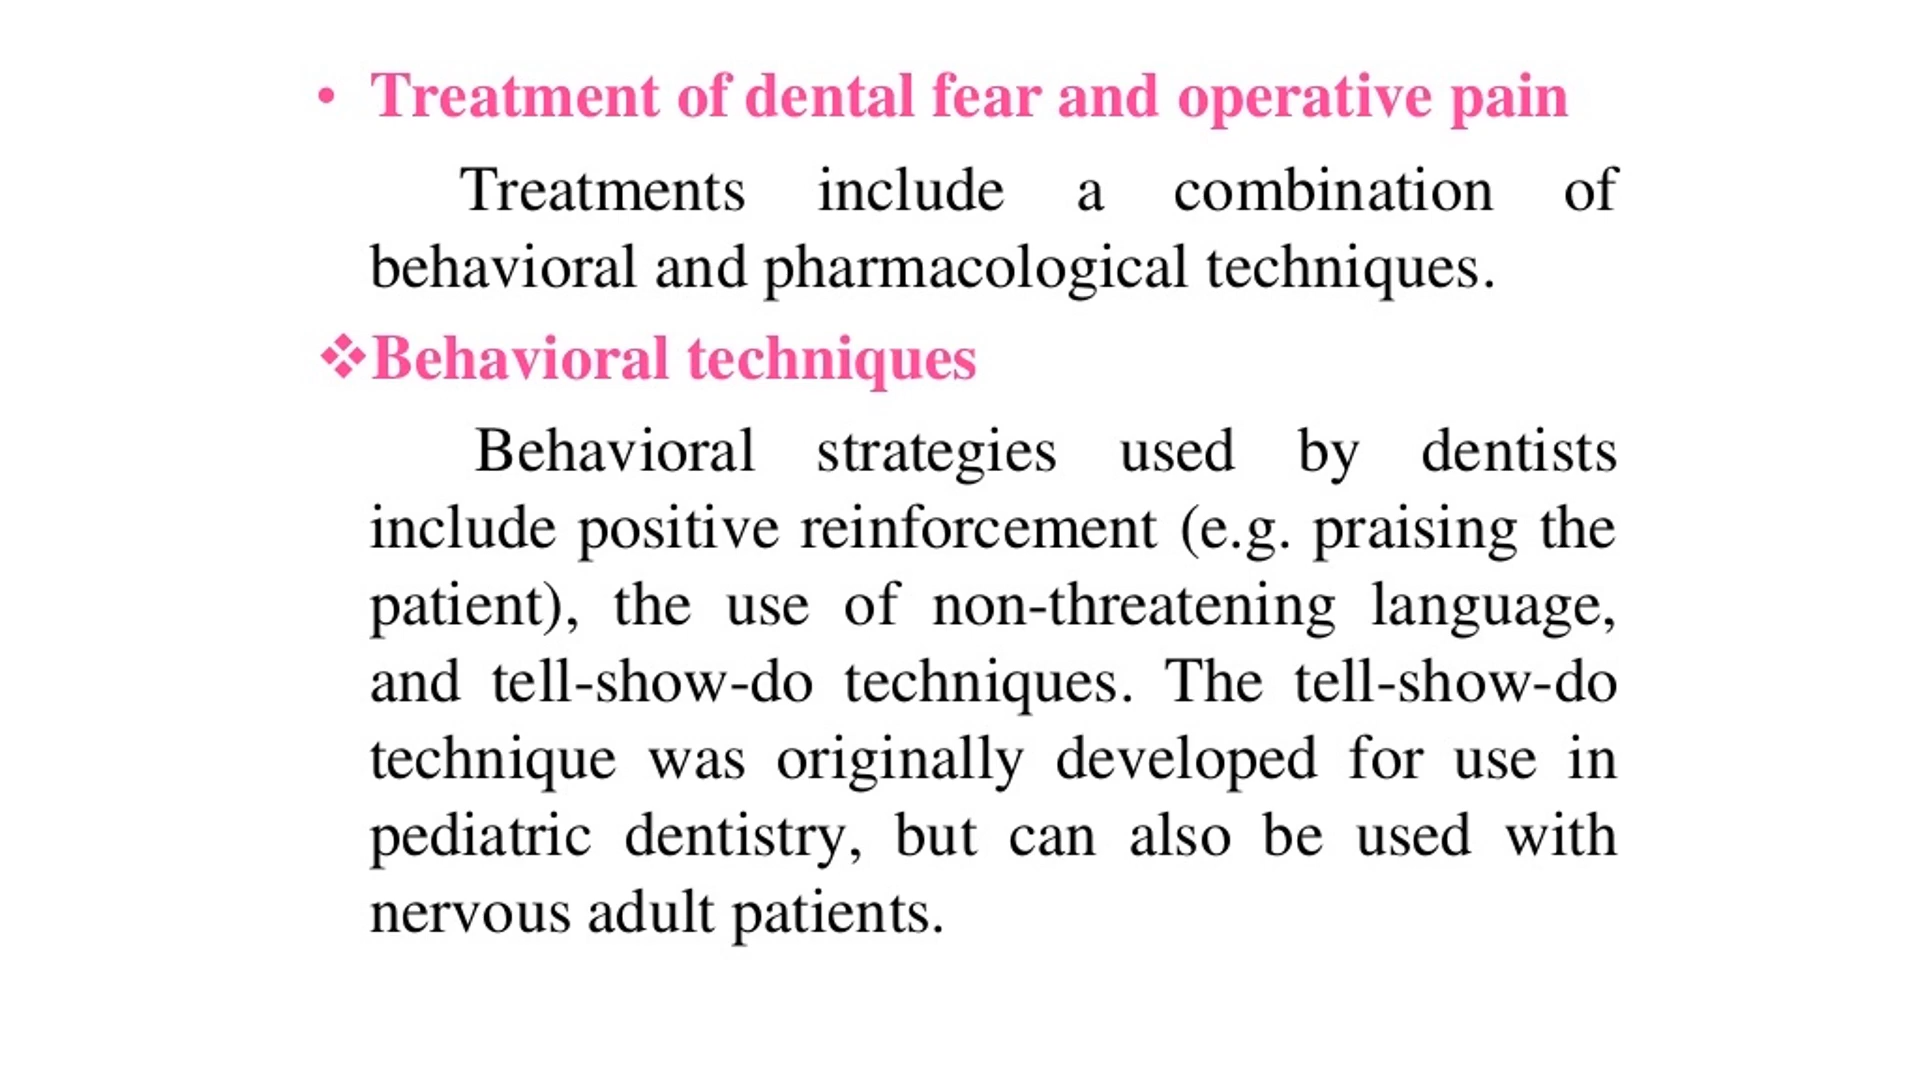 • Treatment of dental fear and operative pain
Treatments include a combination of
behavioral and pharmacological techniques.
❖Behavioral techniques
Behavioral strategies used by dentists
include positive reinforcement (e.g. praising the
patient), the use of non-threatening language,
and tell-show-do techniques. The tell-show-do
technique was originally developed for use in
pediatric dentistry, but can also be used with
nervous adult patients.